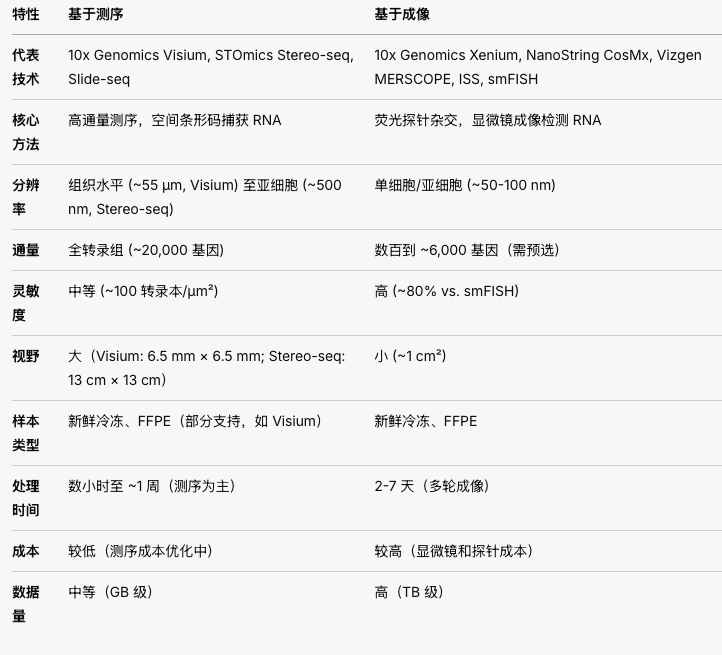 特性 基于测序 基于成像
代表 10x Genomics Visium, STOmics Stereo-seq, 10x Genomics Xenium, NanoString CosMx, Vizgen
技术 Slide-seq MERSCOPE, ISS, smFISH
核心 高通量测序，空间条形码捕获 RNA 荧光探针杂交，显微镜成像检测 RNA
方法
分辨 组织水平 (~55 μm, Visium) 至亚细胞 (~500 单细胞/亚细胞 (~50-100 nm)
率 nm, Stereo-seq)
通量 全转录组 (~20,000 基因) 数百到 ~6,000 基因（需预选）
灵敏 中等 (~100 转录本/μm²) 高 (~80% vs. smFISH)
度
视野 大（Visium: 6.5 mm × 6.5 mm; Stereo-seq: 小 (~1 cm²)
13 cm × 13 cm）
样本 新鲜冷冻、FFPE（部分支持，如 Visium） 新鲜冷冻、FFPE
类型
处理 数小时至 ~1 周（测序为主） 2-7 天（多轮成像）
时间
成本 较低（测序成本优化中） 较高（显微镜和探针成本）
数据 中等（GB 级） 高（TB 级）
量